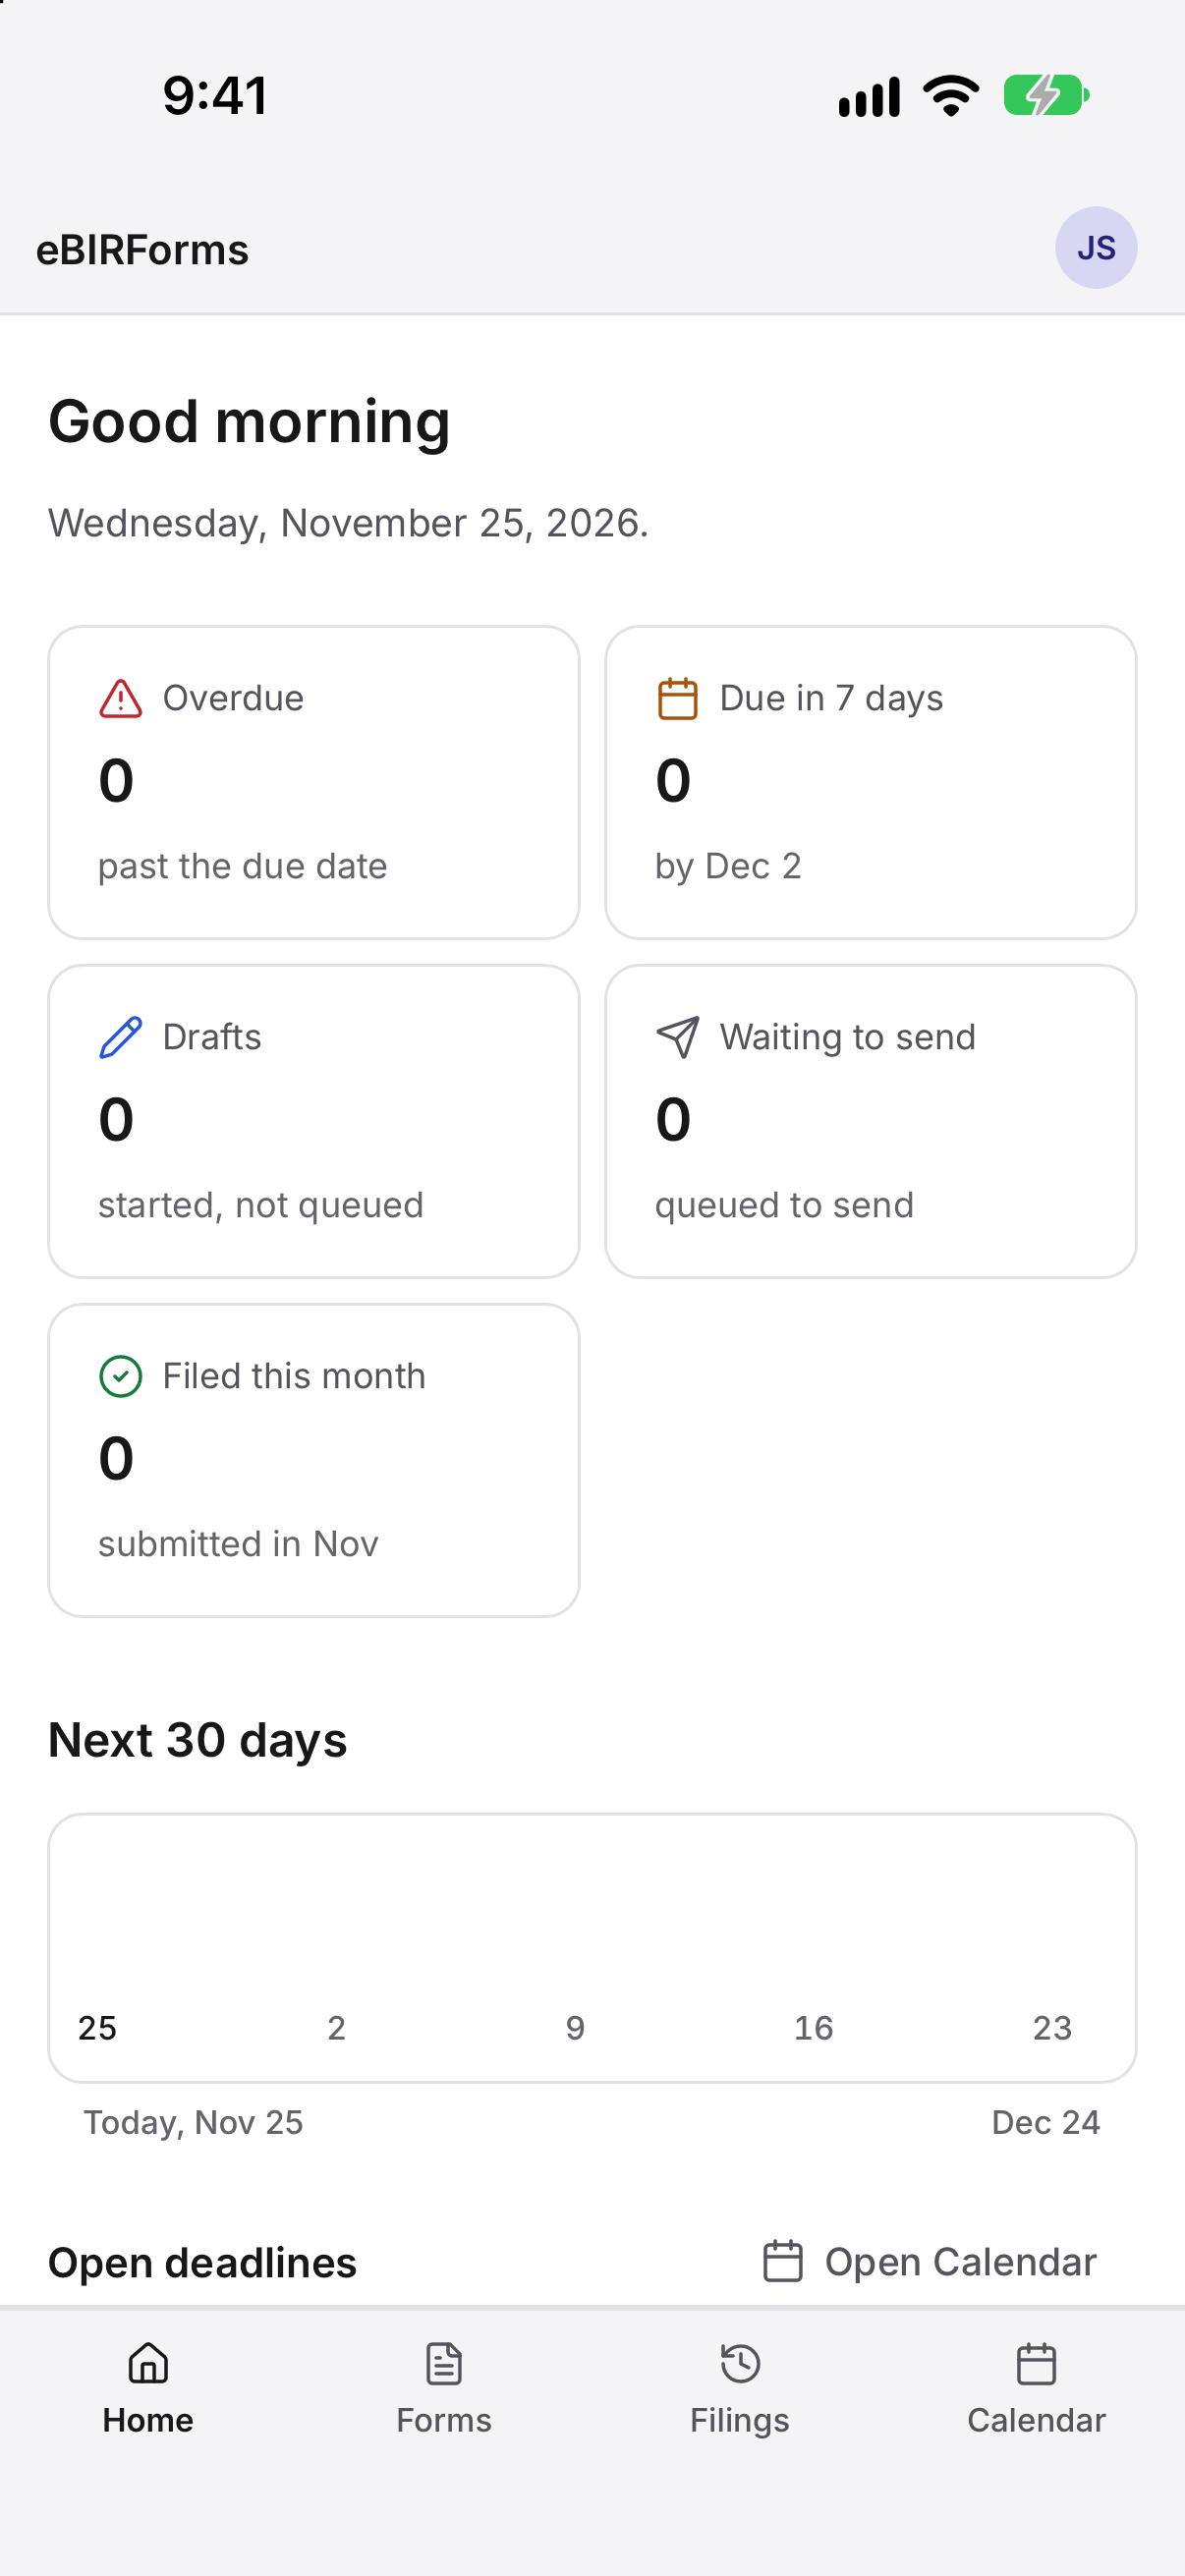 9:41
eBIRForms
JS
Good morning
Wednesday, November 25, 2026.
Overdue
0
past the due date
Due in 7 days
0
by Dec 2
Drafts
0
started, not queued
Waiting to send
0
queued to send
Filed this month
0
submitted in Nov
Next 30 days
25 2 9 16 23
Today, Nov 25 Dec 24
Open deadlines Open Calendar
Home Forms Filings Calendar